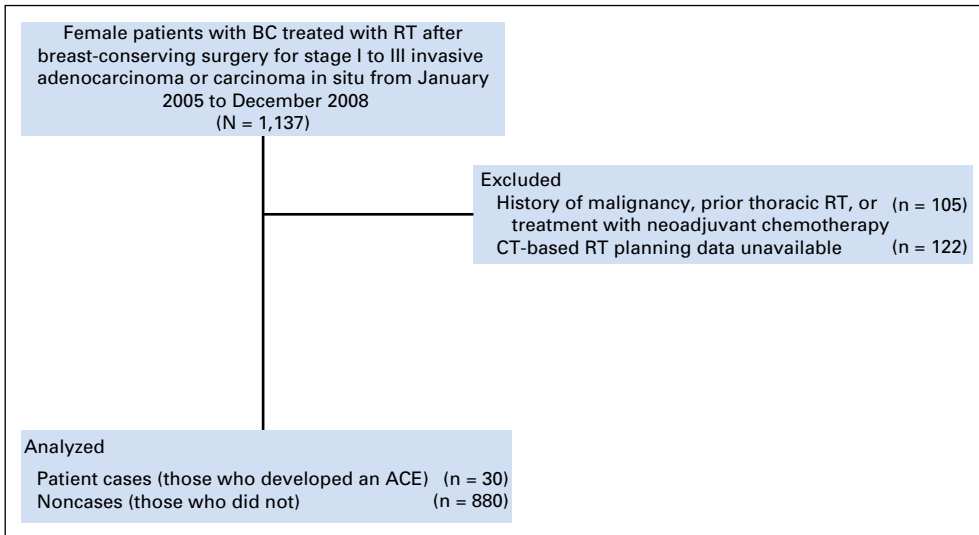 Female patients with BC treated with RT after
breast-conserving surgery for stage I to III invasive
adenocarcinoma or carcinoma in situ from January
2005 to December 2008
(N = 1,137)
Excluded
History of malignancy, prior thoracic RT, or (n = 105)
treatment with neoadjuvant chemotherapy
CT-based RT planning data unavailable (n = 122)
Analyzed
Patient cases (those who developed an ACE) (n = 30)
Noncases (those who did not) (n = 880)